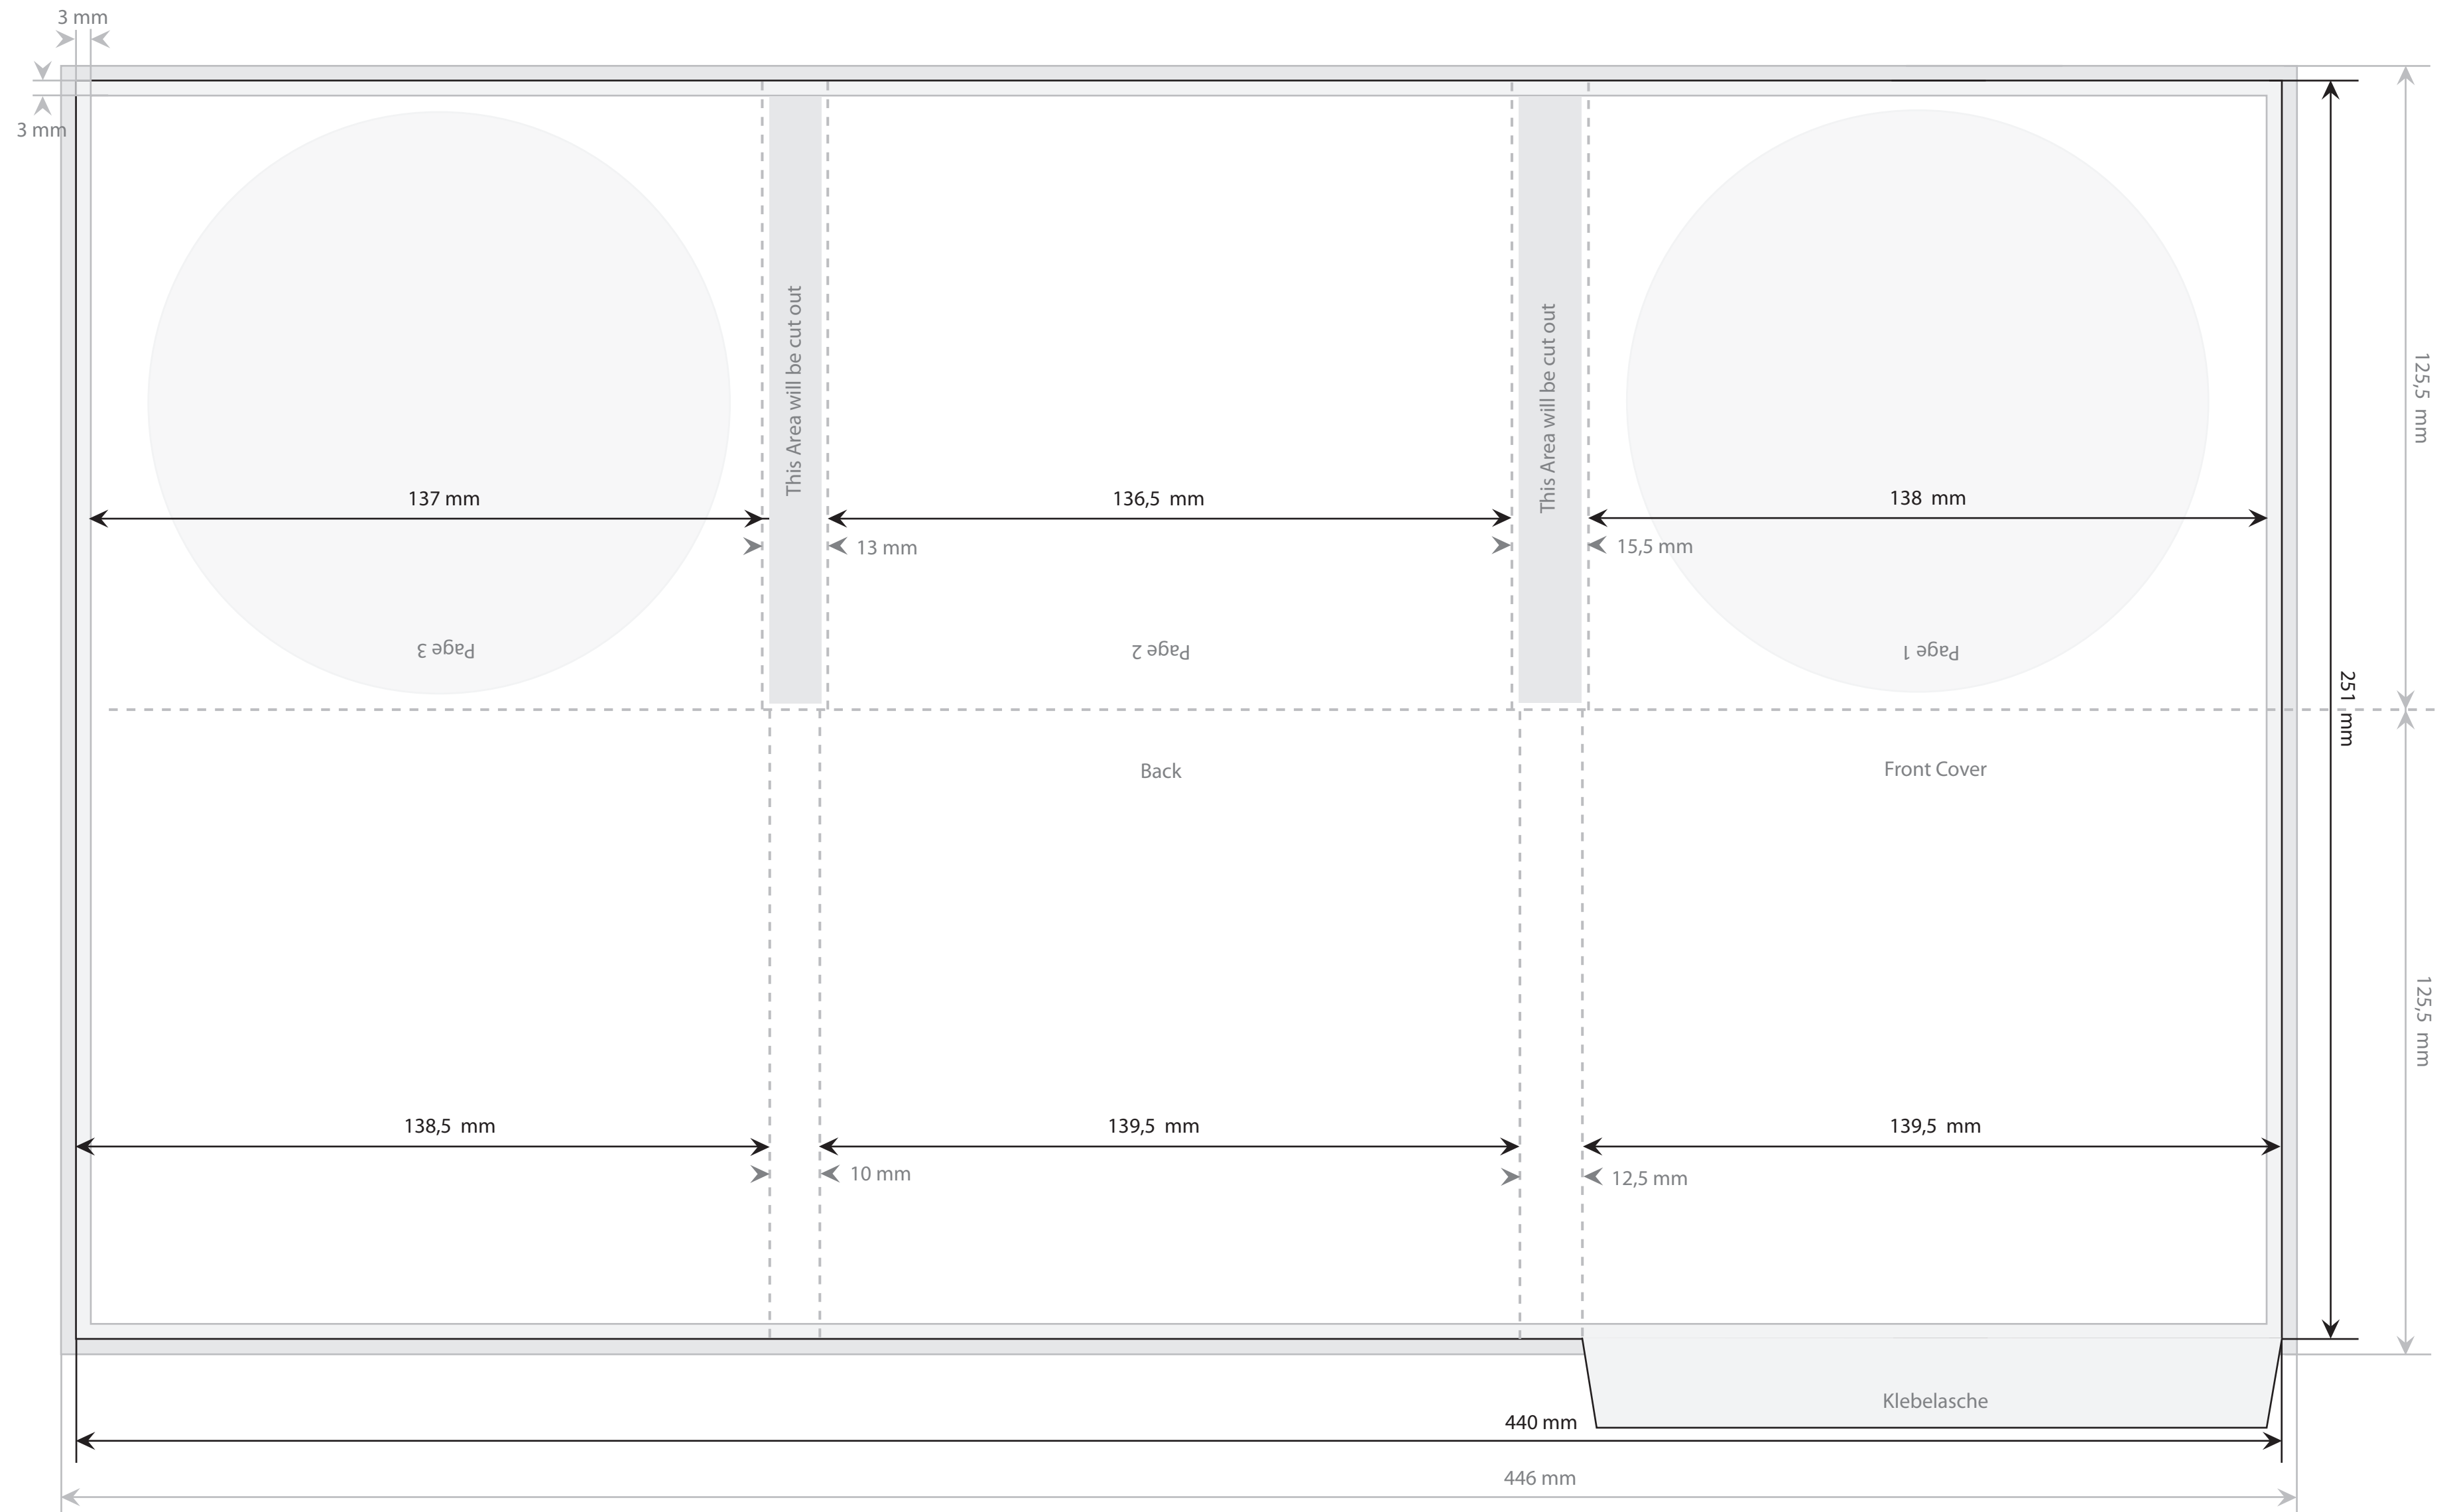 3 mm
3 mm
This Area will be cut out
This Area will be cut out
125,5 mm
137 mm
136,5 mm
138 mm
13 mm
15,5 mm
Page 3
Page 2
Page 1
251 mm
Back
Front Cover
125,5 mm
138,5 mm
139,5 mm
139,5 mm
10 mm
12,5 mm
Klebelasche
440 mm
446 mm